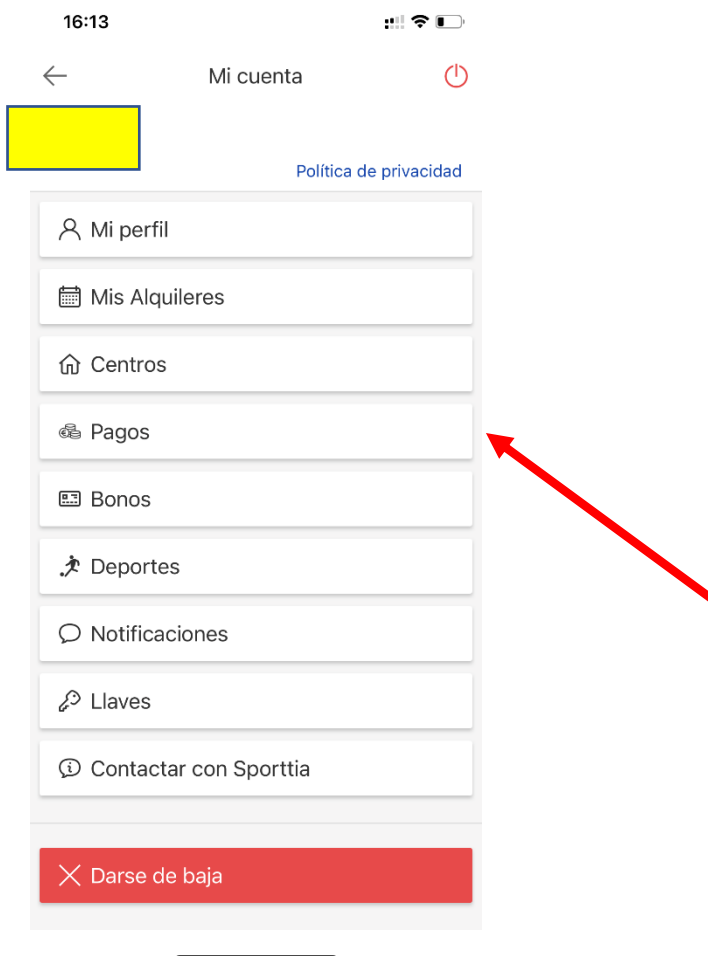 16:13
Mi cuenta
Política de privacidad
Mi perfil
Mis Alquileres
Centros
Pagos
Bonos
Deportes
Notificaciones
Llaves
Contactar con Sporttia
Darse de baja